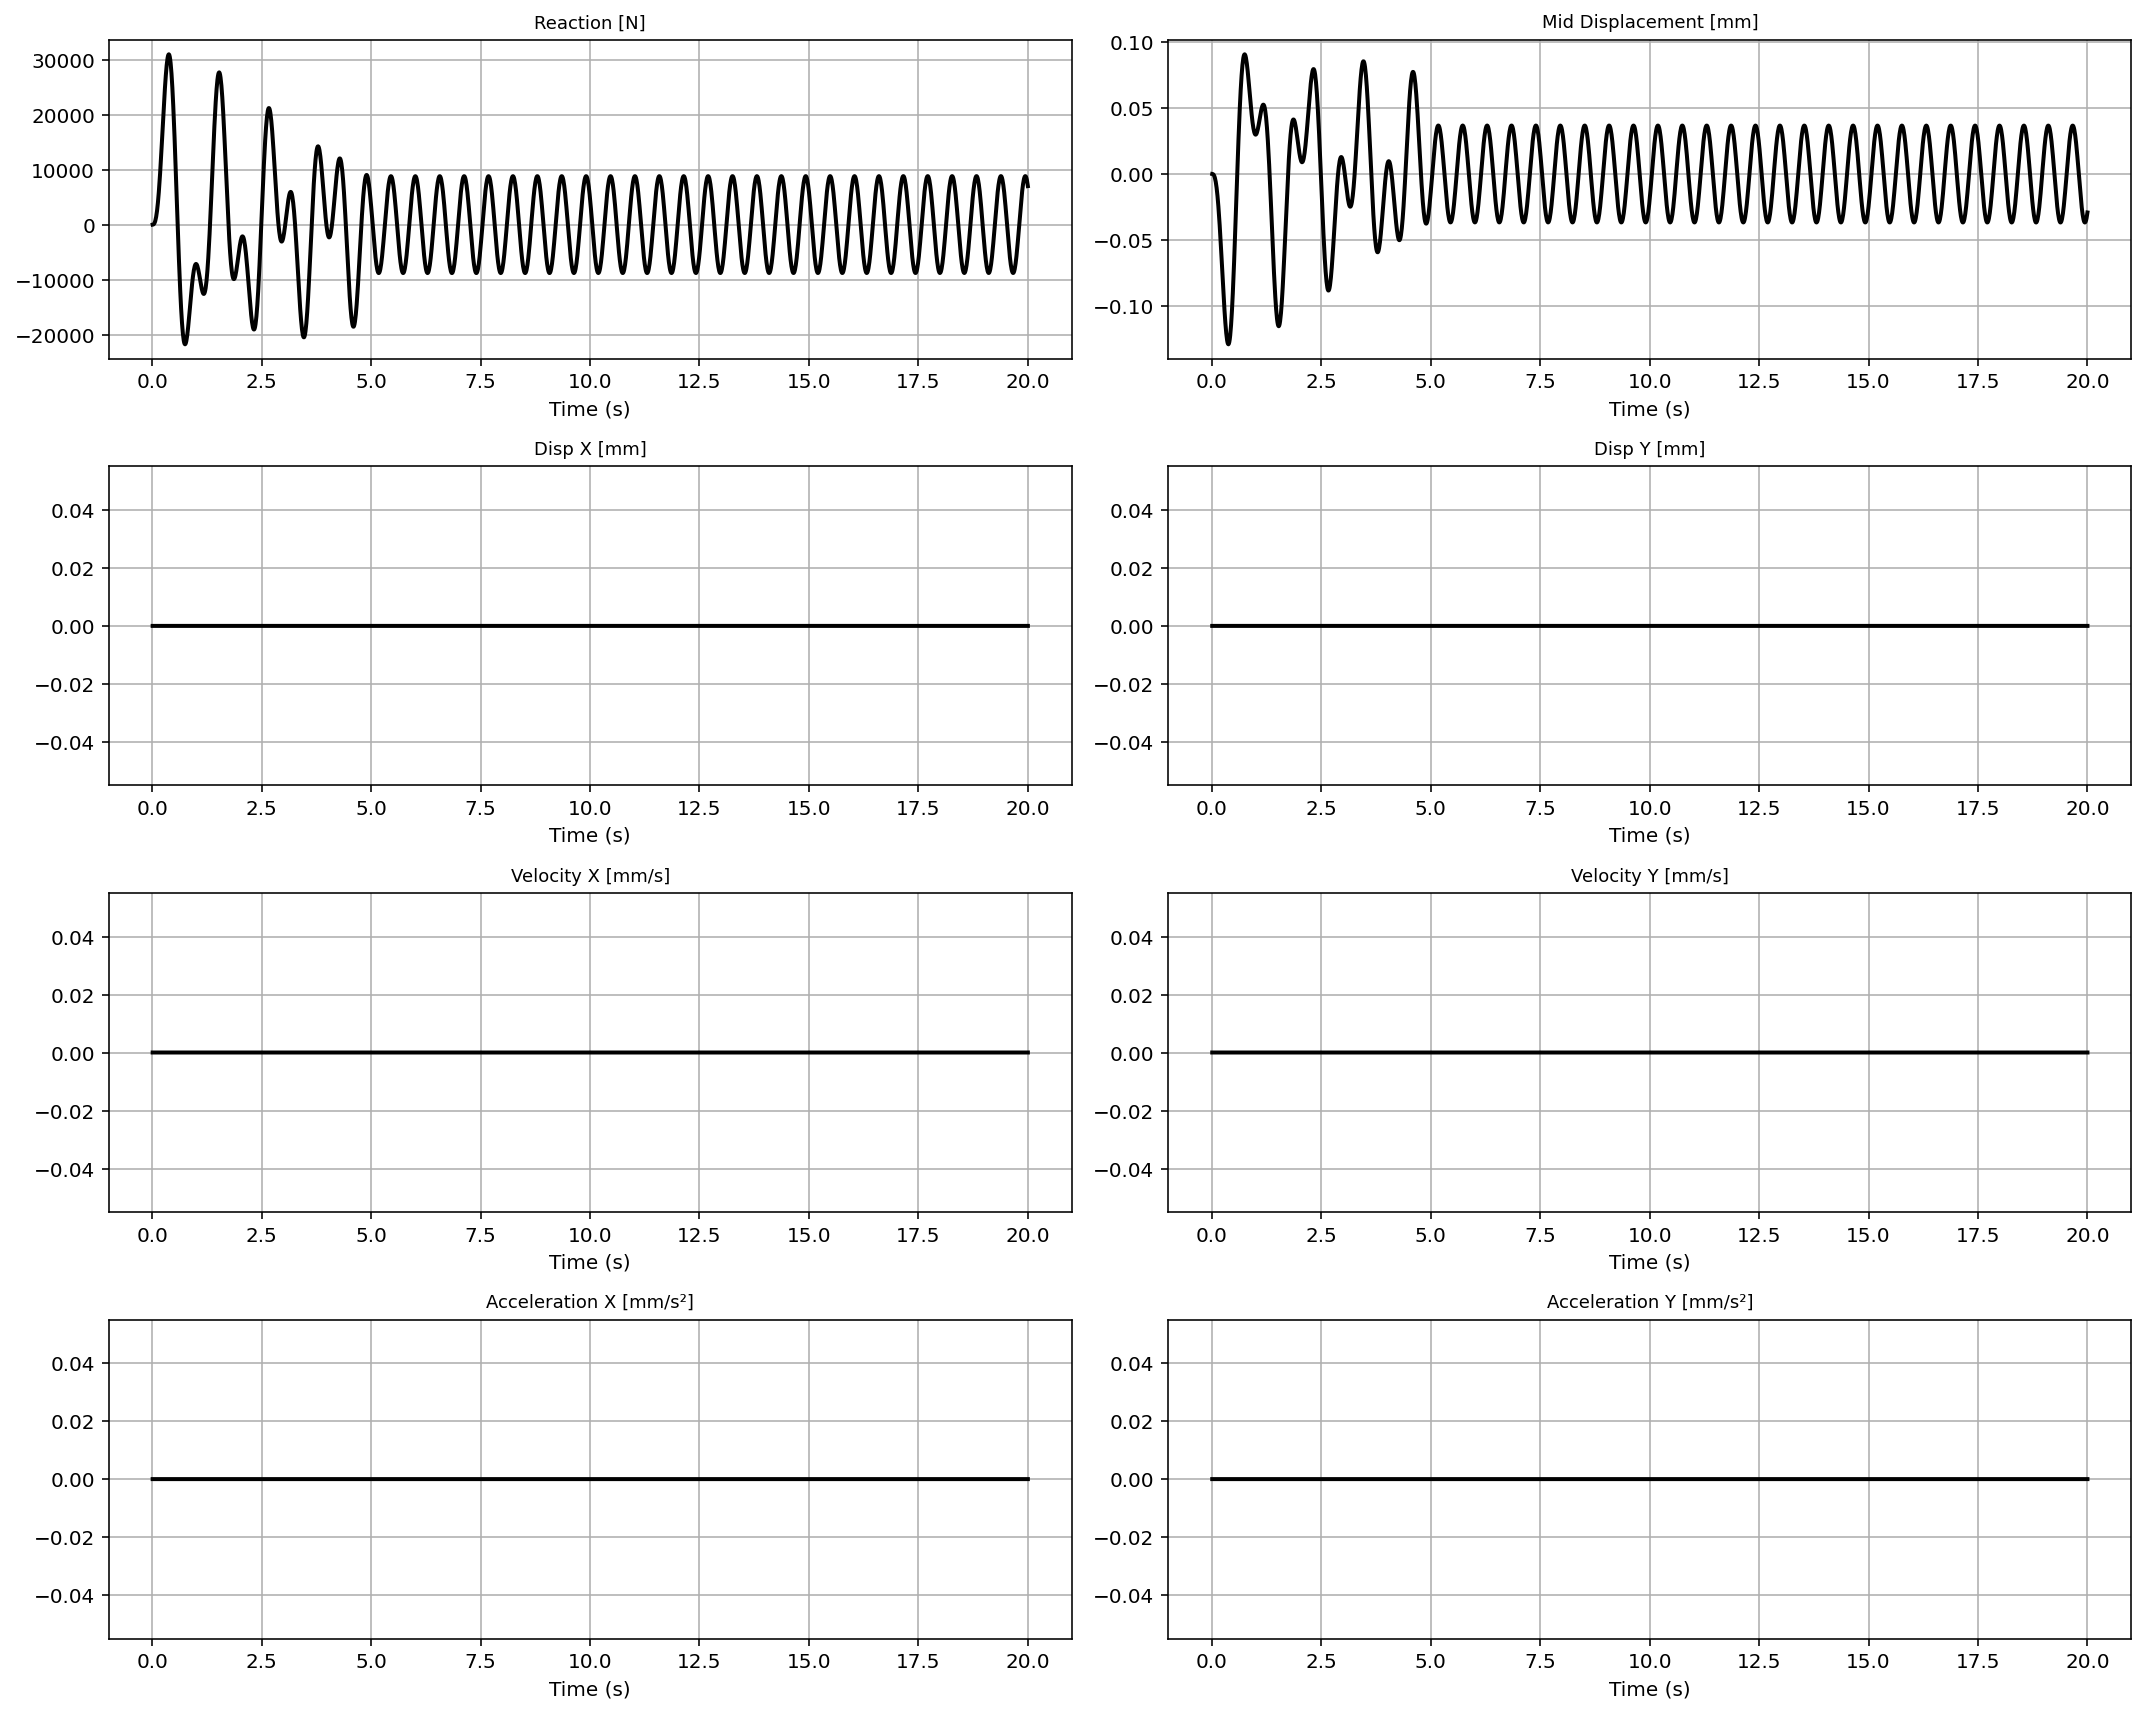 Reaction [N]
30000
20000
10000
0
−10000
−20000
0.0 2.5 5.0 7.5 10.0 12.5 15.0 17.5 20.0
Time (s)
Mid Displacement [mm]
0.10
0.05
0.00
−0.05
−0.10
0.0 2.5 5.0 7.5 10.0 12.5 15.0 17.5 20.0
Time (s)
Disp X [mm]
0.04
0.02
0.00
−0.02
−0.04
0.0 2.5 5.0 7.5 10.0 12.5 15.0 17.5 20.0
Time (s)
Disp Y [mm]
0.04
0.02
0.00
−0.02
−0.04
0.0 2.5 5.0 7.5 10.0 12.5 15.0 17.5 20.0
Time (s)
Velocity X [mm/s]
0.04
0.02
0.00
−0.02
−0.04
0.0 2.5 5.0 7.5 10.0 12.5 15.0 17.5 20.0
Time (s)
Velocity Y [mm/s]
0.04
0.02
0.00
−0.02
−0.04
0.0 2.5 5.0 7.5 10.0 12.5 15.0 17.5 20.0
Time (s)
Acceleration X [mm/s²]
0.04
0.02
0.00
−0.02
−0.04
0.0 2.5 5.0 7.5 10.0 12.5 15.0 17.5 20.0
Time (s)
Acceleration Y [mm/s²]
0.04
0.02
0.00
−0.02
−0.04
0.0 2.5 5.0 7.5 10.0 12.5 15.0 17.5 20.0
Time (s)